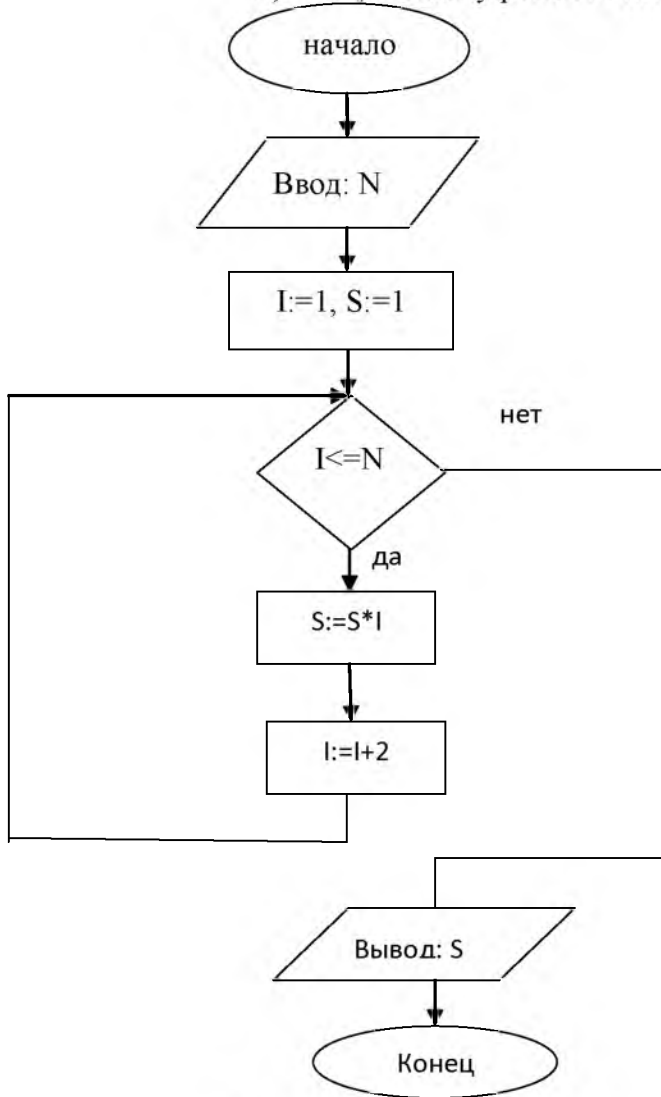 начало
Ввод: N
I:=1, S:=1
I<=N
нет
да
S:=S*I
I:=I+2
Вывод: S
Конец